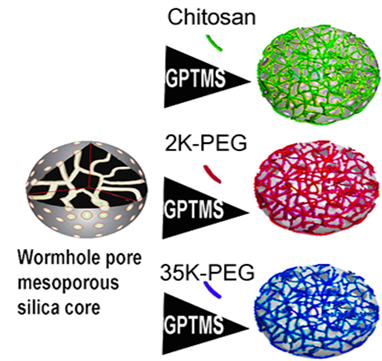 Chitosan
GPTMS
2K-PEG
GPTMS
Wormhole pore
mesoporous
silica core
35K-PEG
GPTMS